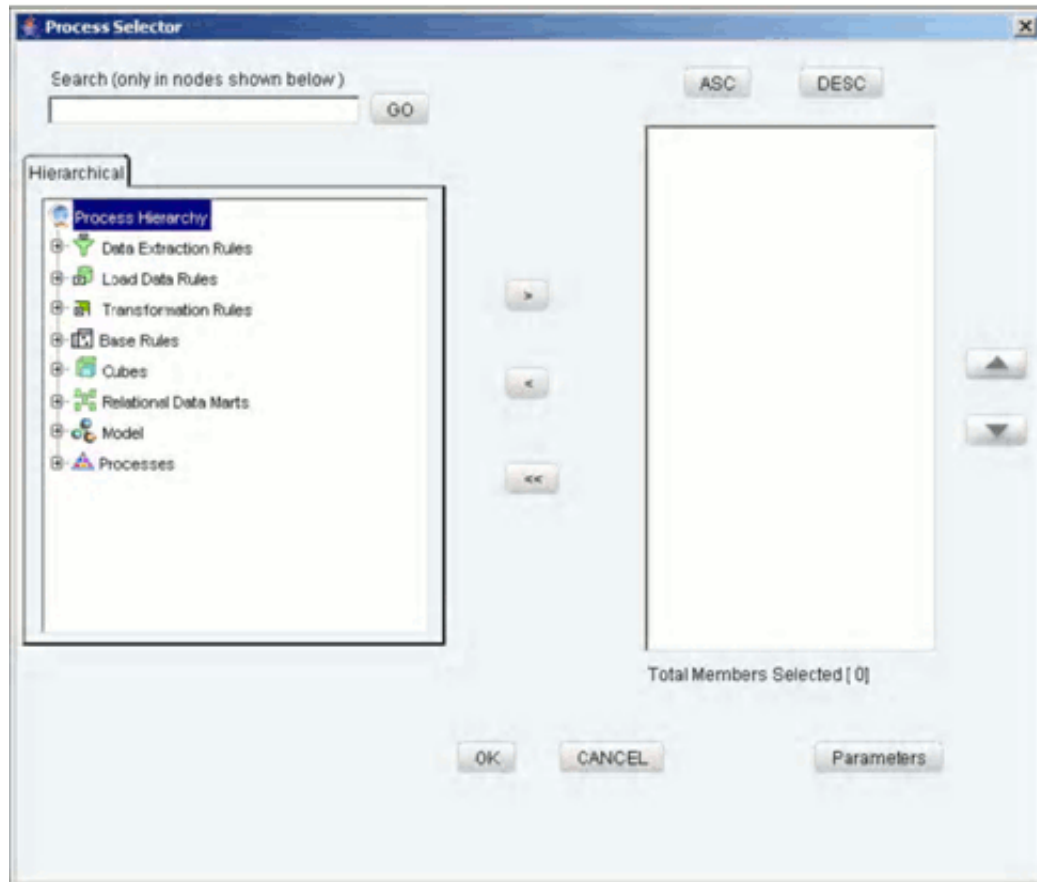 Process Selector
Search (only in nodes shown below )
GO
ASC
DESC
Hierarchical
Process Hierarchy
Data Extraction Rules
Load Data Rules
Transformation Rules
Base Rules
Cubes
Relational Data Marts
Model
Processes
>
<
<<
Total Members Selected [ 0]
OK
CANCEL
Parameters